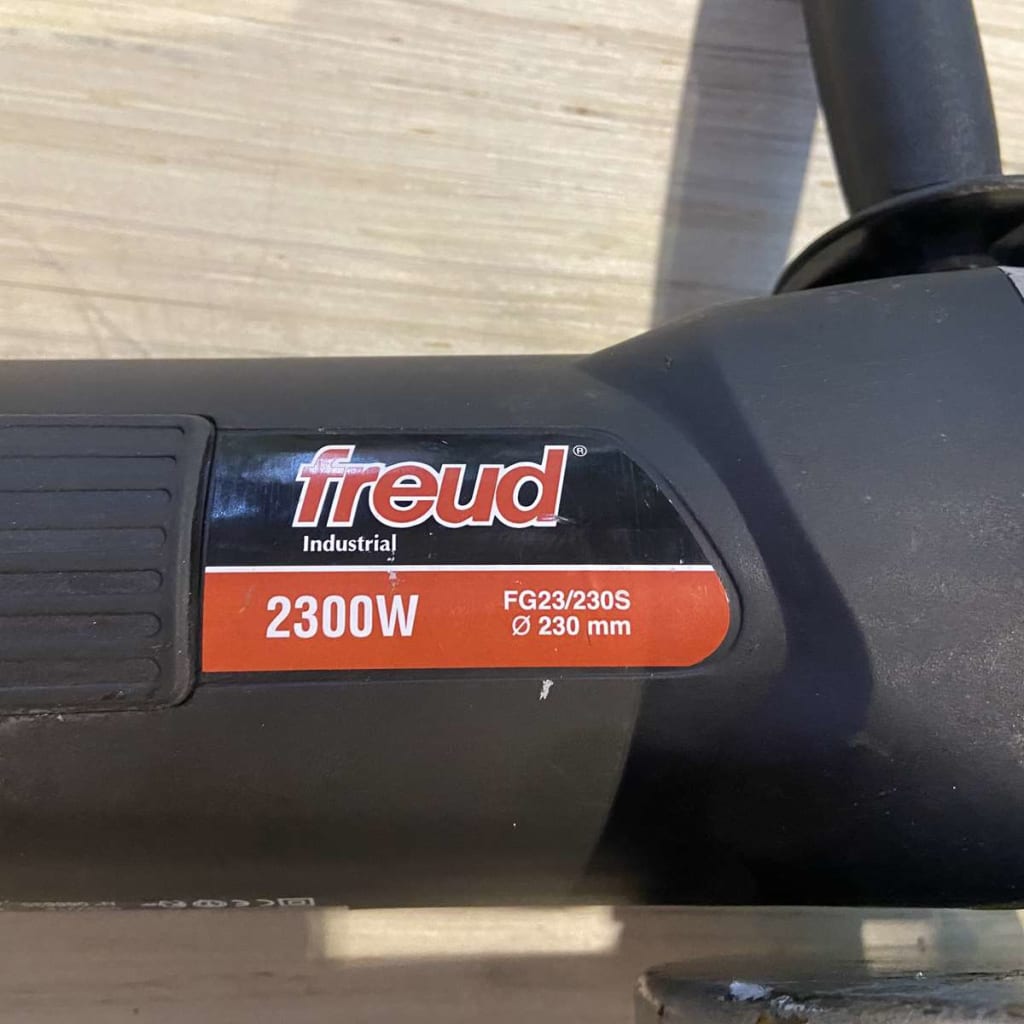 freud®
Industrial
2300W
FG23/230S
Ø 230 mm